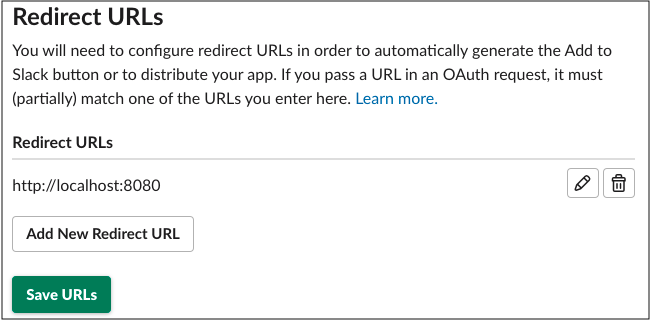 Redirect URLs
You will need to configure redirect URLs in order to automatically generate the Add to
Slack button or to distribute your app. If you pass a URL in an OAuth request, it must
(partially) match one of the URLs you enter here. Learn more.
Redirect URLs
http://localhost:8080
Add New Redirect URL
Save URLs